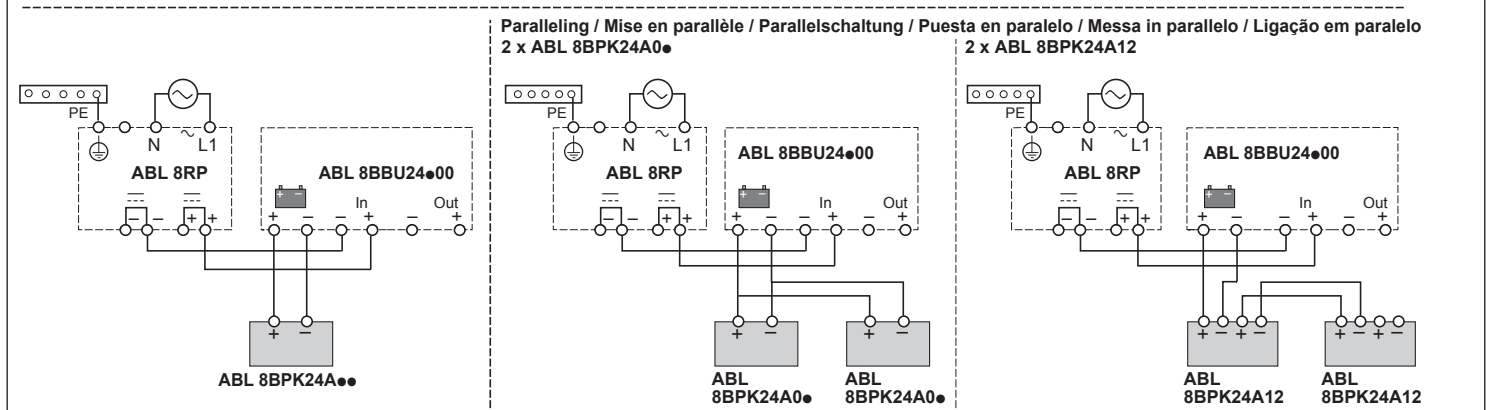 Paralleling / Mise en parallèle / Parallelschaltung / Puesta en paralelo / Messa in parallelo / Ligação em paralelo
2 x ABL 8BPK24A0●
2 x ABL 8BPK24A12
PE
N ~ L1
ABL 8RP
ABL 8BBU24●00
+ −
In
Out
− − + +
+ − − + − +
+ −
ABL 8BPK24A●●
PE
N ~ L1
ABL 8RP
ABL 8BBU24●00
+ −
In
Out
− − + +
+ − − + − +
+ −
+ −
ABL
8BPK24A0●
ABL
8BPK24A0●
PE
N ~ L1
ABL 8RP
ABL 8BBU24●00
+ −
In
Out
− − + +
+ − − + − +
+ − + −
+ − + −
ABL
8BPK24A12
ABL
8BPK24A12